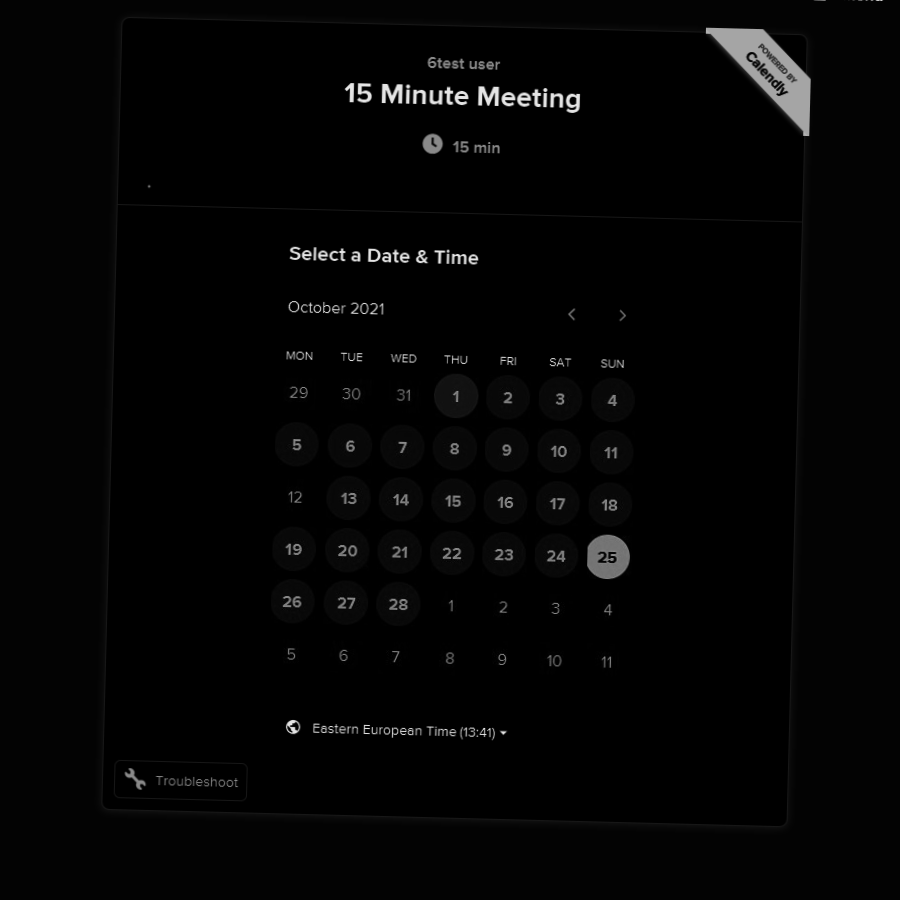 6test user
15 Minute Meeting
15 min
POWERED BY
Calendly
Select a Date & Time
October 2021
MON TUE WED THU FRI SAT SUN
29 30 31 1 2 3 4
5 6 7 8 9 10 11
12 13 14 15 16 17 18
19 20 21 22 23 24 25
26 27 28 1 2 3 4
5 6 7 8 9 10 11
Eastern European Time (13:41)
Troubleshoot